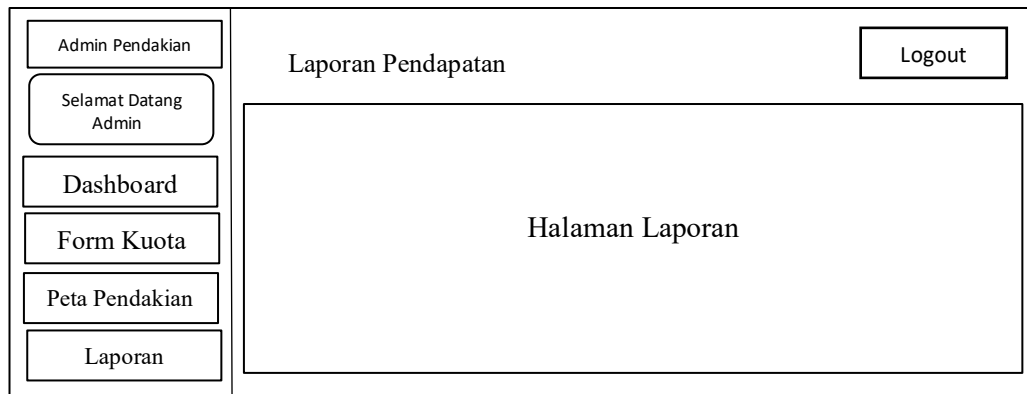 Admin Pendakian
Selamat Datang
Admin
Dashboard
Form Kuota
Peta Pendakian
Laporan
Laporan Pendapatan
Logout
Halaman Laporan